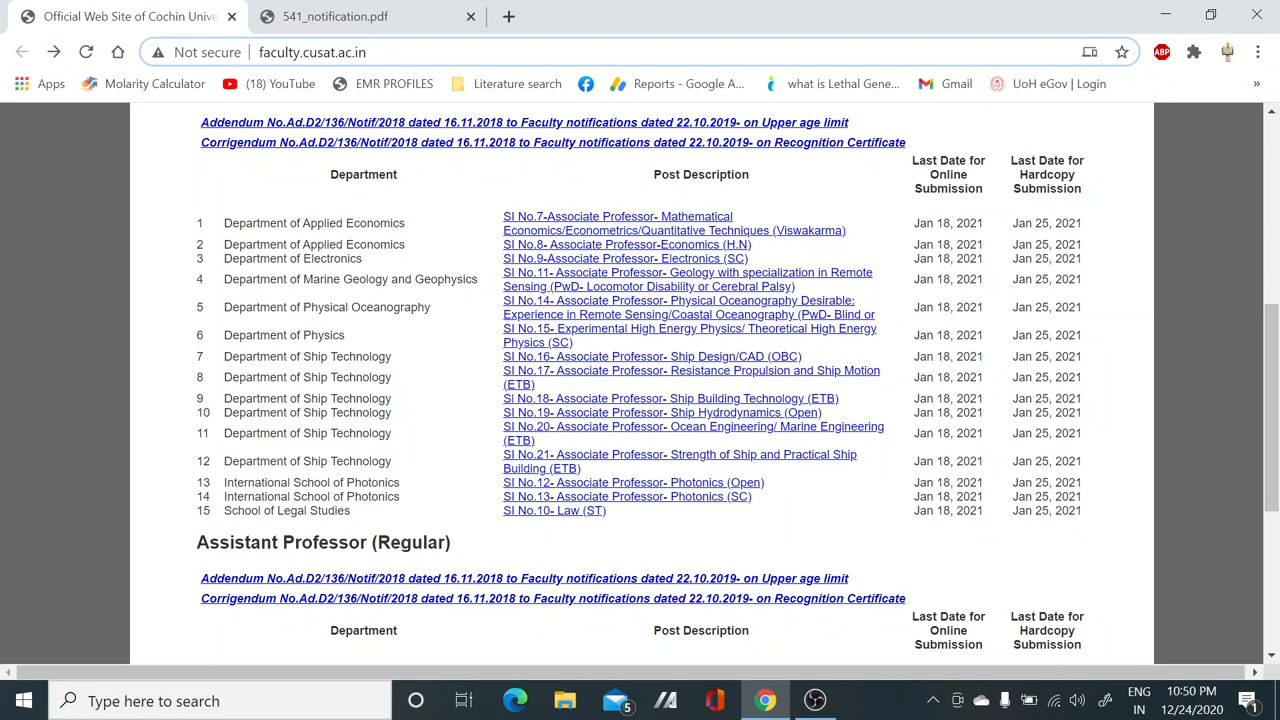 Official Web Site of Cochin Unive
541_notification.pdf
Not secure
faculty.cusat.ac.in
ABP
Apps
Molarity Calculator
(18) YouTube
EMR PROFILES
Literature search
Reports - Google A...
what is Lethal Gene...
Gmail
UoH eGov | Login
»
Addendum No.Ad.D2/136/Notif/2018 dated 16.11.2018 to Faculty notifications dated 22.10.2019- on Upper age limit
Corrigendum No.Ad.D2/136/Notif/2018 dated 16.11.2018 to Faculty notifications dated 22.10.2019- on Recognition Certificate
Department
Post Description
Last Date for
Online
Submission
Last Date for
Hardcopy
Submission
1 Department of Applied Economics
SI No.7-Associate Professor- Mathematical
Economics/Econometrics/Quantitative Techniques (Viswakarma)
Jan 18, 2021 Jan 25, 2021
2 Department of Applied Economics SI No.8- Associate Professor-Economics (H.N) Jan 18, 2021 Jan 25, 2021
3 Department of Electronics SI No.9-Associate Professor- Electronics (SC) Jan 18, 2021 Jan 25, 2021
4 Department of Marine Geology and Geophysics
SI No.11- Associate Professor- Geology with specialization in Remote
Sensing (PwD- Locomotor Disability or Cerebral Palsy)
Jan 18, 2021 Jan 25, 2021
5 Department of Physical Oceanography
SI No.14- Associate Professor- Physical Oceanography Desirable:
Experience in Remote Sensing/Coastal Oceanography (PwD- Blind or
Jan 18, 2021 Jan 25, 2021
6 Department of Physics
SI No.15- Experimental High Energy Physics/ Theoretical High Energy
Physics (SC)
Jan 18, 2021 Jan 25, 2021
7 Department of Ship Technology SI No.16- Associate Professor- Ship Design/CAD (OBC) Jan 18, 2021 Jan 25, 2021
8 Department of Ship Technology
SI No.17- Associate Professor- Resistance Propulsion and Ship Motion
(ETB)
Jan 18, 2021 Jan 25, 2021
9 Department of Ship Technology SI No.18- Associate Professor- Ship Building Technology (ETB) Jan 18, 2021 Jan 25, 2021
10 Department of Ship Technology SI No.19- Associate Professor- Ship Hydrodynamics (Open) Jan 18, 2021 Jan 25, 2021
11 Department of Ship Technology
SI No.20- Associate Professor- Ocean Engineering/ Marine Engineering
(ETB)
Jan 18, 2021 Jan 25, 2021
12 Department of Ship Technology
SI No.21- Associate Professor- Strength of Ship and Practical Ship
Building (ETB)
Jan 18, 2021 Jan 25, 2021
13 International School of Photonics SI No.12- Associate Professor- Photonics (Open) Jan 18, 2021 Jan 25, 2021
14 International School of Photonics SI No.13- Associate Professor- Photonics (SC) Jan 18, 2021 Jan 25, 2021
15 School of Legal Studies SI No.10- Law (ST) Jan 18, 2021 Jan 25, 2021
Assistant Professor (Regular)
Addendum No.Ad.D2/136/Notif/2018 dated 16.11.2018 to Faculty notifications dated 22.10.2019- on Upper age limit
Corrigendum No.Ad.D2/136/Notif/2018 dated 16.11.2018 to Faculty notifications dated 22.10.2019- on Recognition Certificate
Department
Post Description
Last Date for
Online
Submission
Last Date for
Hardcopy
Submission
Type here to search
5
ENG
IN
10:50 PM
12/24/2020
1